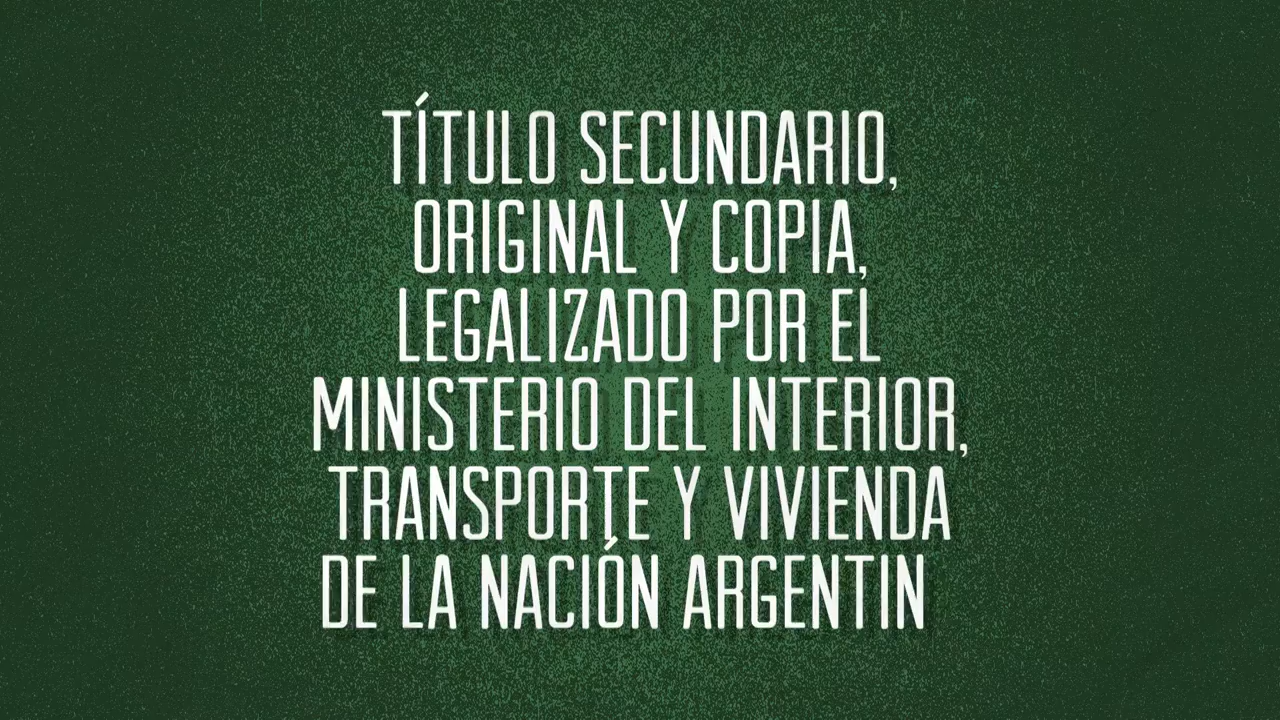 TÍTULO SECUNDARIO,
ORIGINAL Y COPIA,
LEGALIZADO POR EL
MINISTERIO DEL INTERIOR,
TRANSPORTE Y VIVIENDA
DE LA NACIÓN ARGENTIN